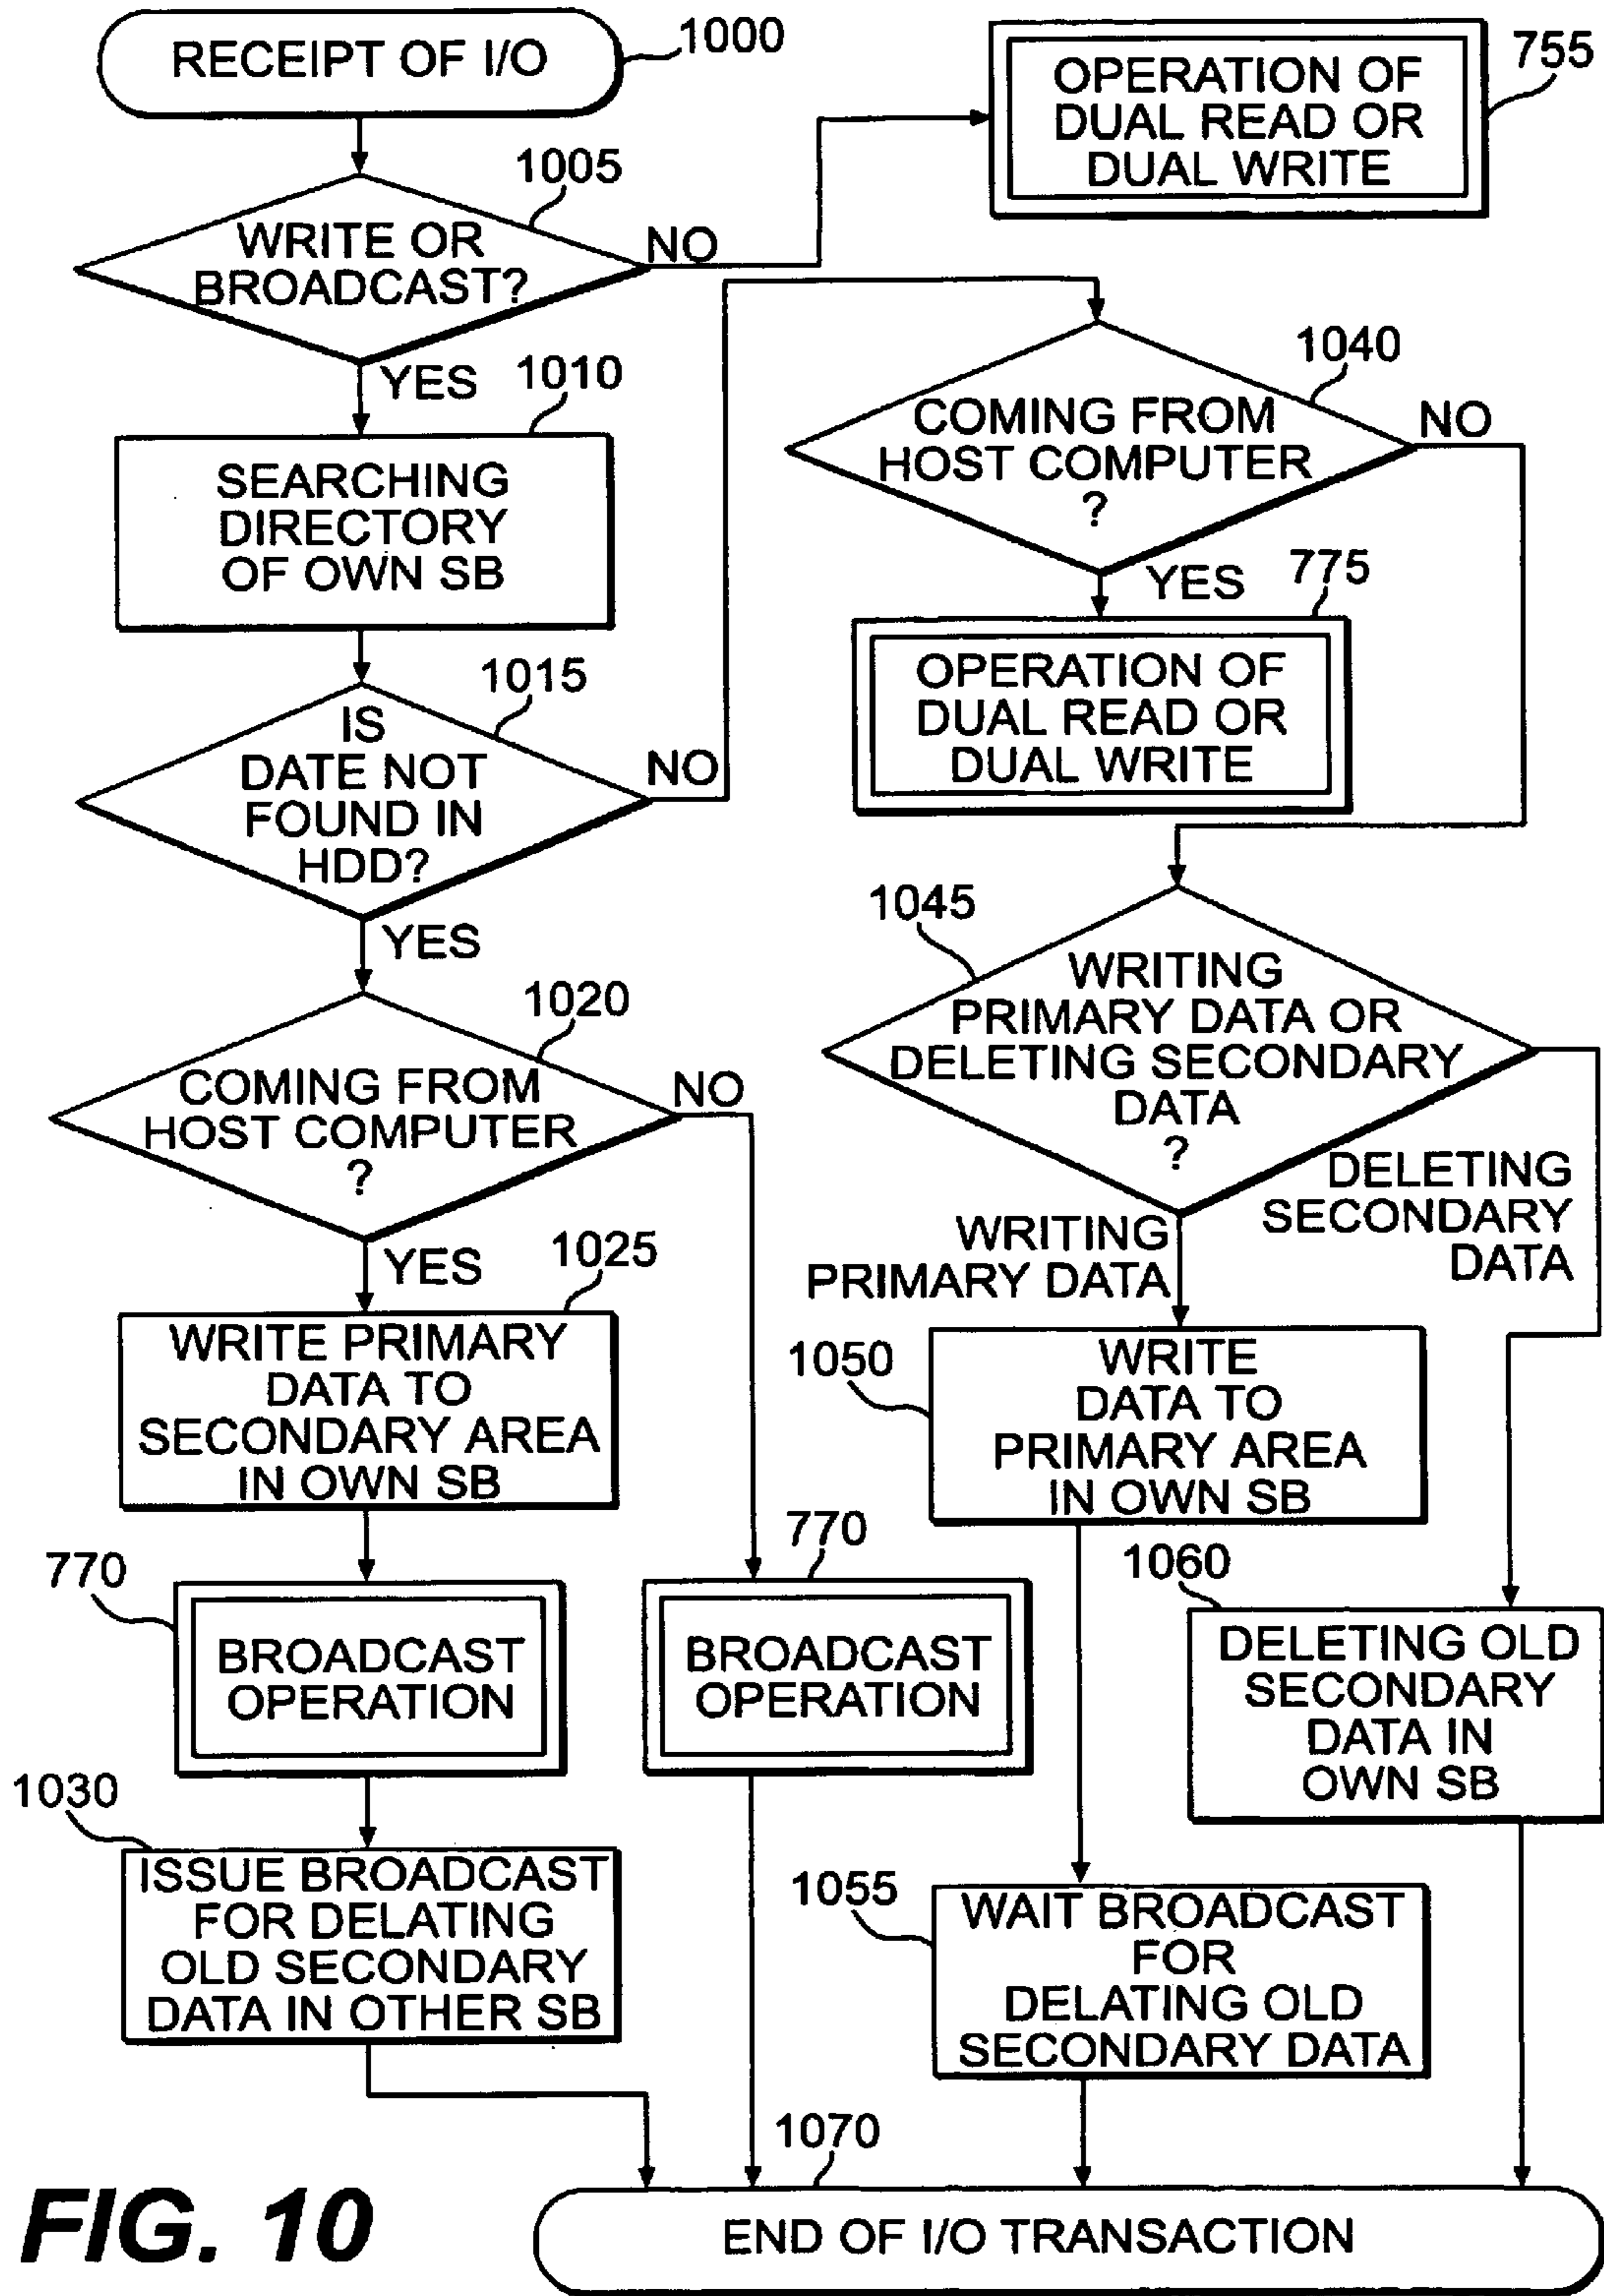 RECEIPT OF I/O
1000
WRITE OR
BROADCAST?
1005
NO
YES
OPERATION OF
DUAL READ OR
DUAL WRITE
755
1010
SEARCHING
DIRECTORY
OF OWN SB
1015
IS
DATE NOT
FOUND IN
HDD?
NO
YES
1020
COMING FROM
HOST COMPUTER
?
NO
YES
1025
WRITE PRIMARY
DATA TO
SECONDARY AREA
IN OWN SB
770
BROADCAST
OPERATION
1030
ISSUE BROADCAST
FOR DELATING
OLD SECONDARY
DATA IN OTHER SB
770
BROADCAST
OPERATION
1040
COMING FROM
HOST COMPUTER
?
NO
YES
775
OPERATION OF
DUAL READ OR
DUAL WRITE
1045
WRITING
PRIMARY DATA OR
DELETING SECONDARY
DATA
?
WRITING
PRIMARY DATA
DELETING
SECONDARY
DATA
1050
WRITE
DATA TO
PRIMARY AREA
IN OWN SB
1055
WAIT BROADCAST
FOR
DELATING OLD
SECONDARY DATA
1060
DELETING OLD
SECONDARY
DATA IN
OWN SB
1070
END OF I/O TRANSACTION
FIG. 10